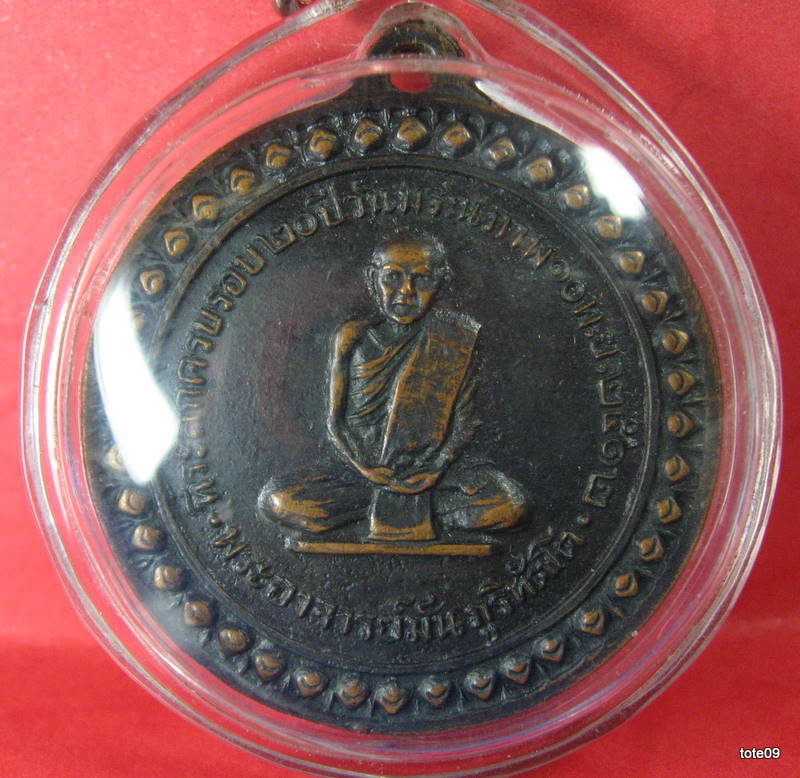 ที่ระลึกครบรอบ๒๐ปีวันมรณภาพ๑๐พ.ย.๒๕๑๒
พระอาจารย์มั่นภูริทัตโต
tote09